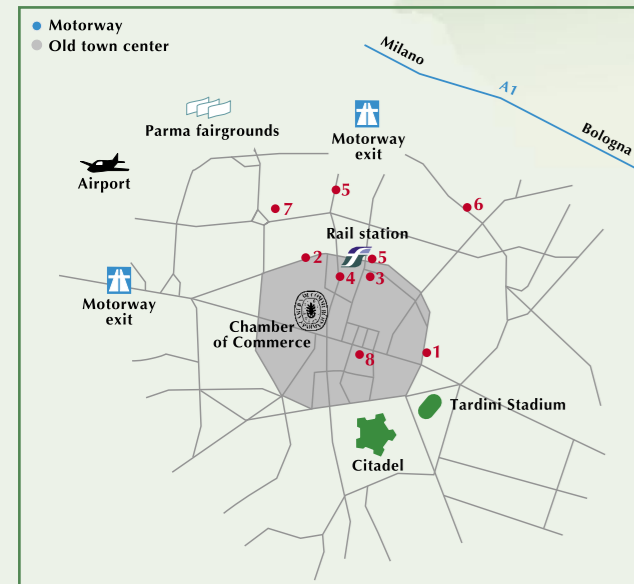 Motorway
Old town center
Milano
A1
Bologna
Parma fairgrounds
Motorway
exit
Airport
5
7
6
Rail station
2
5
4
3
Motorway
exit
Chamber
of Commerce
1
8
Tardini Stadium
Citadel